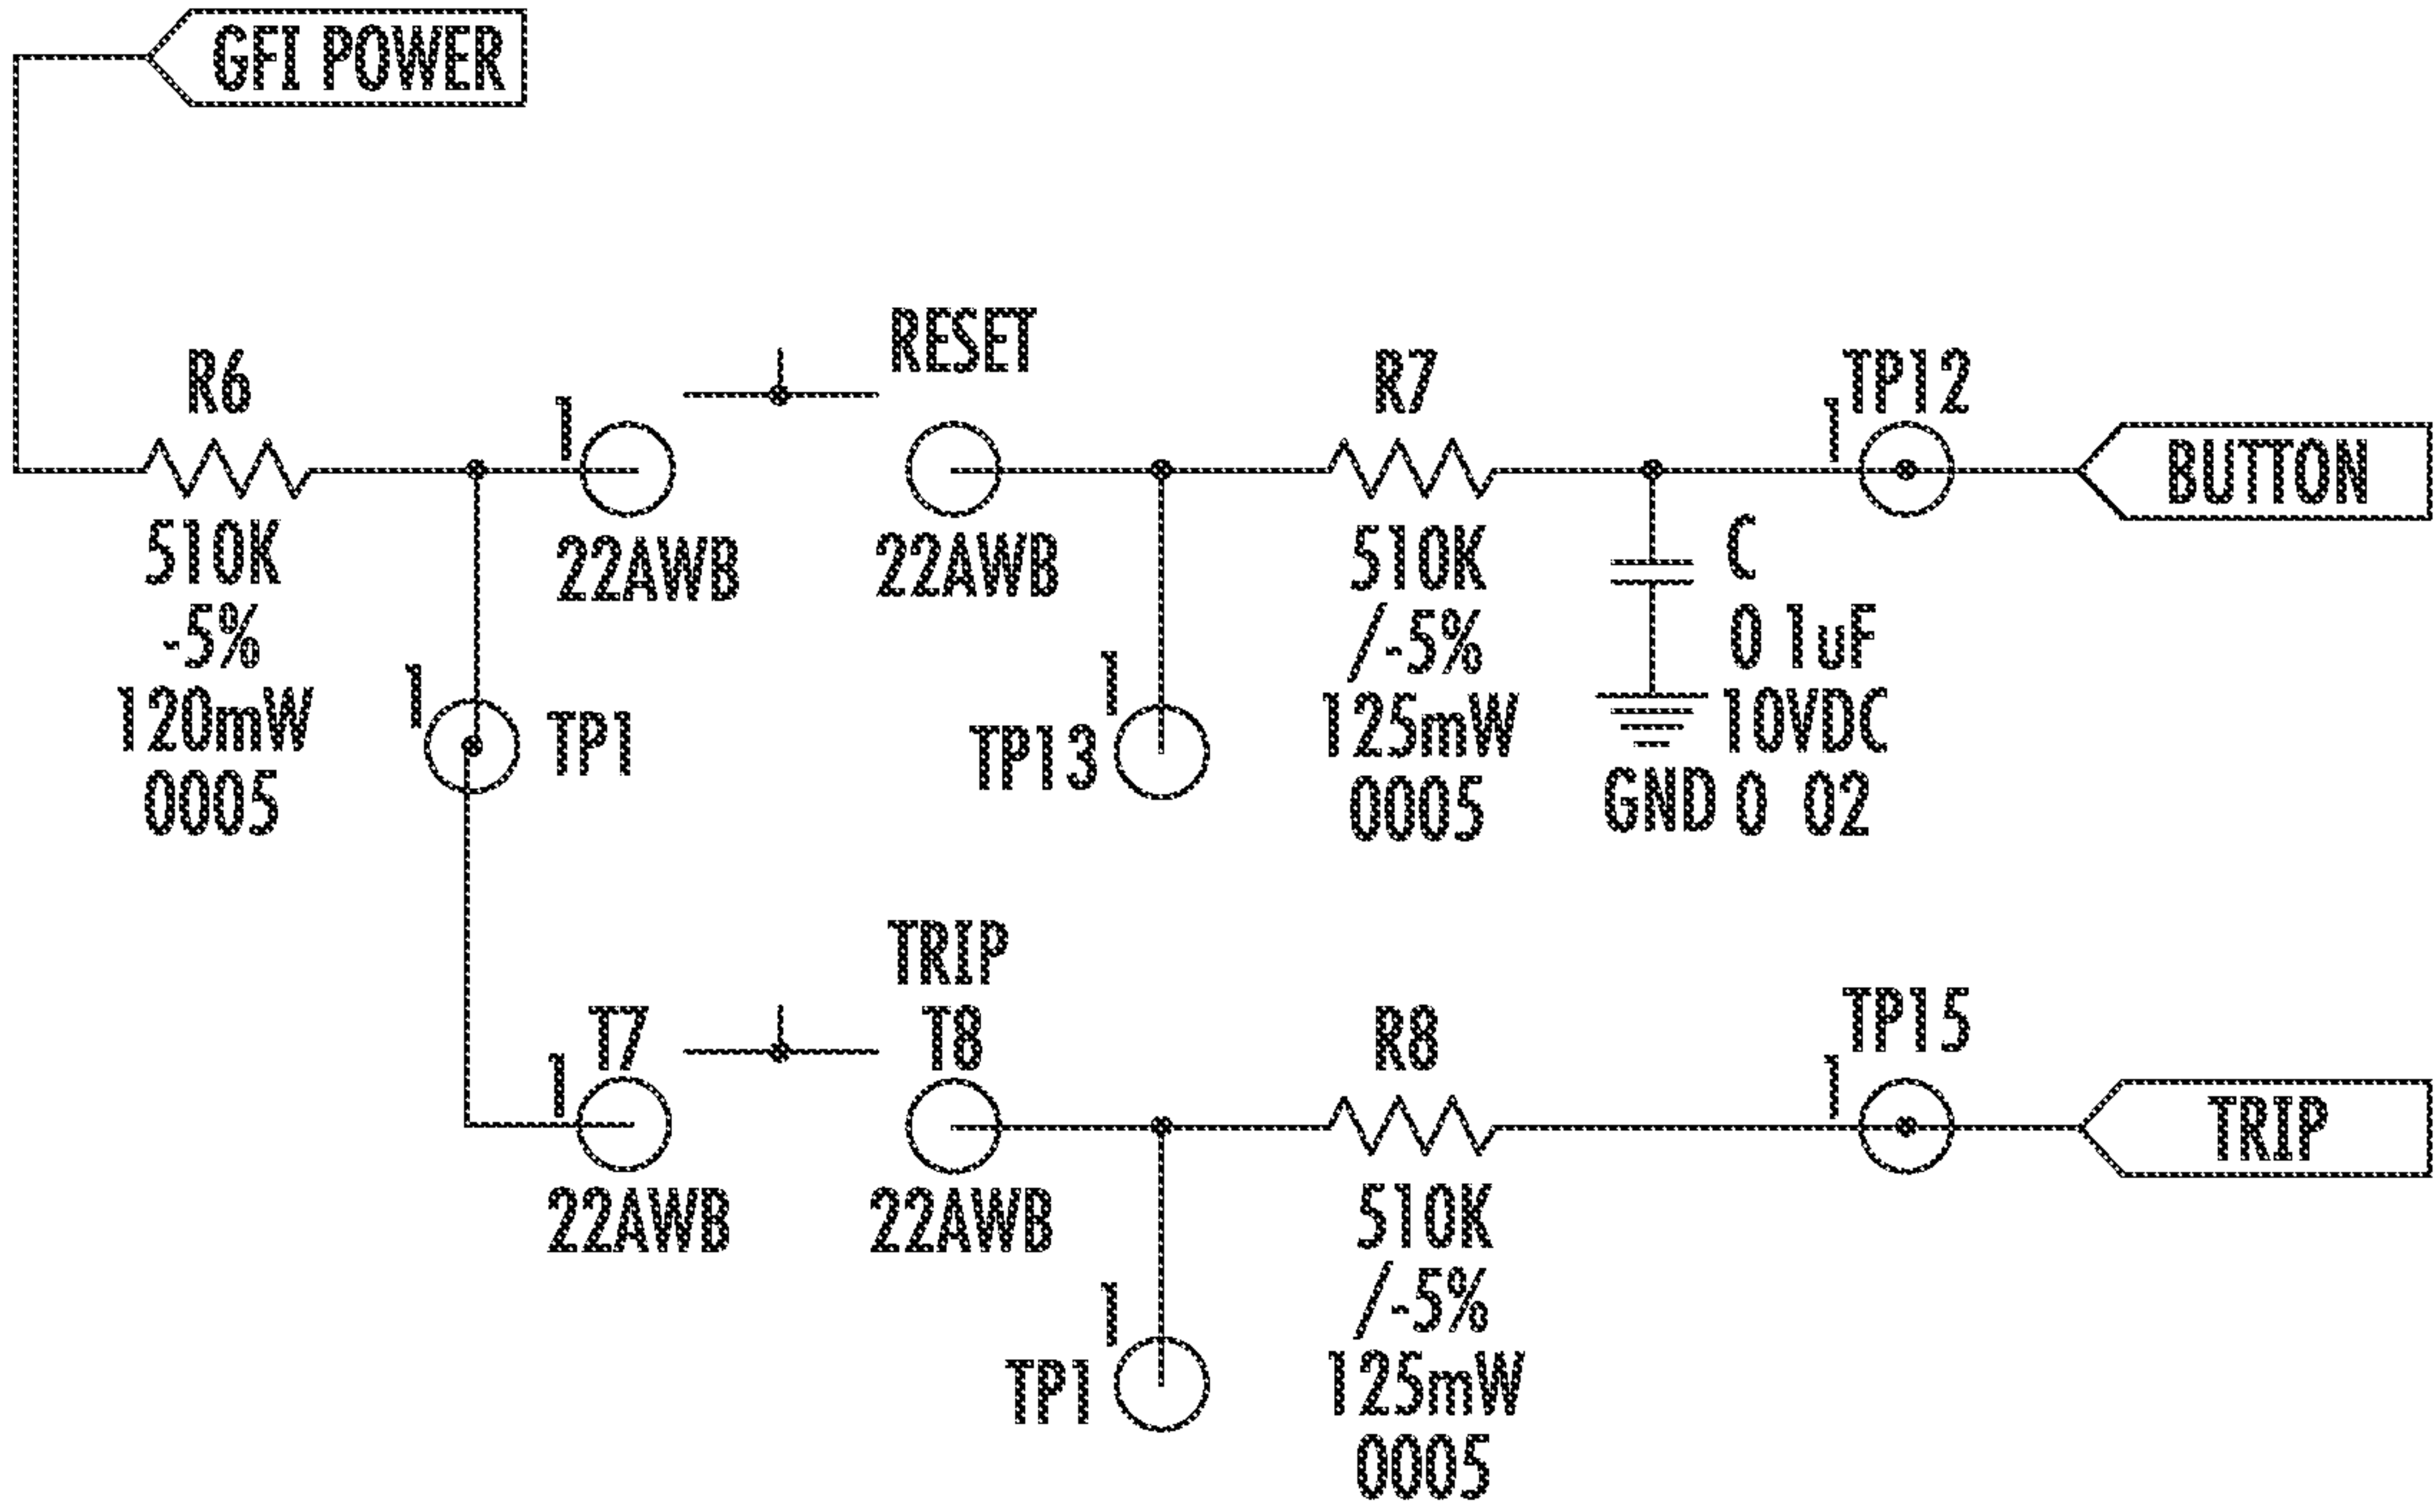 GFI POWER
RESET
R6
1
R7
1
TP12
BUTTON
510K
-5%
120mW
0005
22AWB
22AWB
510K
/-5%
125mW
0005
C
0 1uF
10VDC
0 02
GND
1
TP1
1
TP13
TRIP
T7
1
T8
R8
TP15
1
TRIP
22AWB
22AWB
510K
/-5%
125mW
0005
1
TP1